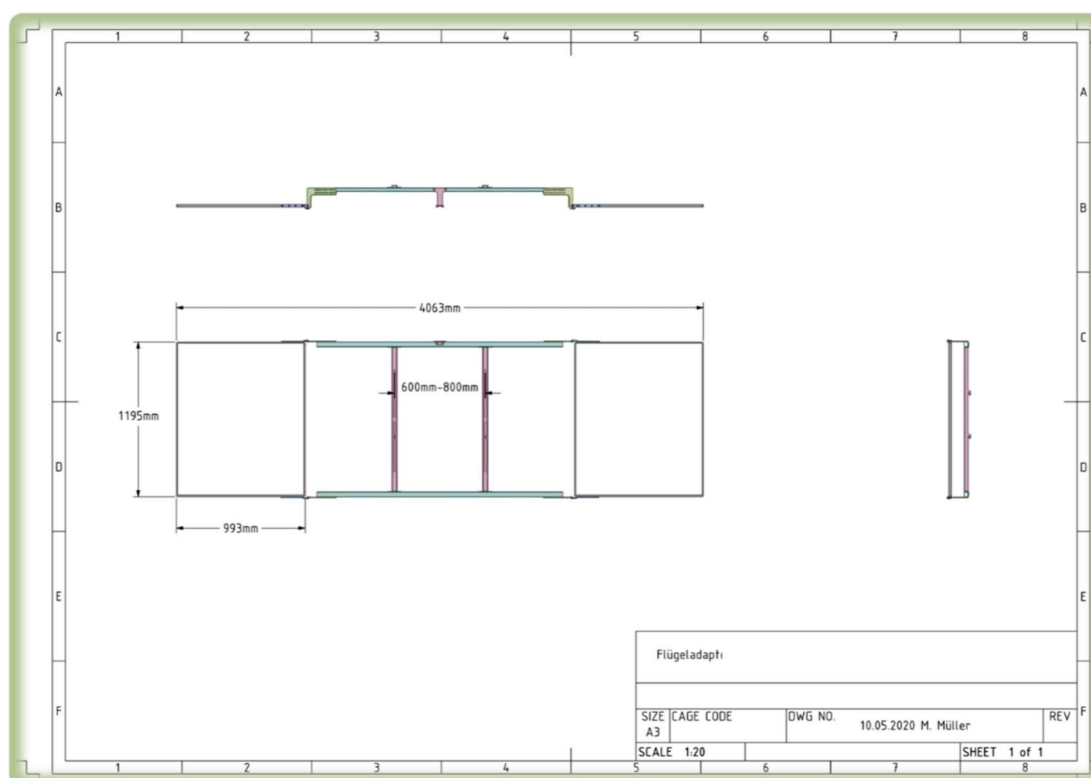 1 2 3 4 5 6 7 8
A A
B B
4063mm
C C
600mm-800mm
1195mm
D D
993mm
E E
Flügeladapt
F F
SIZE CAGE CODE DWG NO. REV
A3 10.05.2020 M. Müller
SCALE 1:20 SHEET 1 of 1
1 2 3 4 5 6 7 8